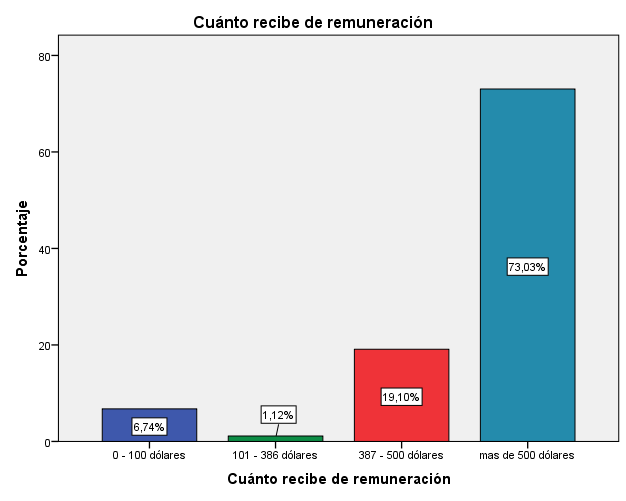 Cuánto recibe de remuneración
80
60
40
20
0
Porcentaje
6,74%
1,12%
19,10%
73,03%
0 - 100 dólares
101 - 386 dólares
387 - 500 dólares
mas de 500 dólares
Cuánto recibe de remuneración